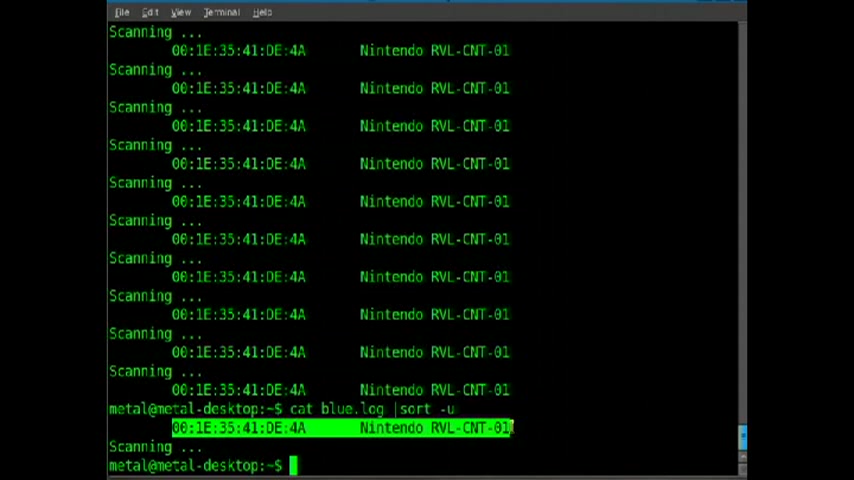 File Edit View Terminal Help
Scanning ...
00:1E:35:41:DE:4A Nintendo RVL-CNT-01
Scanning ...
00:1E:35:41:DE:4A Nintendo RVL-CNT-01
Scanning ...
00:1E:35:41:DE:4A Nintendo RVL-CNT-01
Scanning ...
00:1E:35:41:DE:4A Nintendo RVL-CNT-01
Scanning ...
00:1E:35:41:DE:4A Nintendo RVL-CNT-01
Scanning ...
00:1E:35:41:DE:4A Nintendo RVL-CNT-01
Scanning ...
00:1E:35:41:DE:4A Nintendo RVL-CNT-01
Scanning ...
00:1E:35:41:DE:4A Nintendo RVL-CNT-01
Scanning ...
00:1E:35:41:DE:4A Nintendo RVL-CNT-01
Scanning ...
00:1E:35:41:DE:4A Nintendo RVL-CNT-01
metal@metal-desktop:~$ cat blue.log |sort -u
00:1E:35:41:DE:4A Nintendo RVL-CNT-01
Scanning ...
metal@metal-desktop:~$